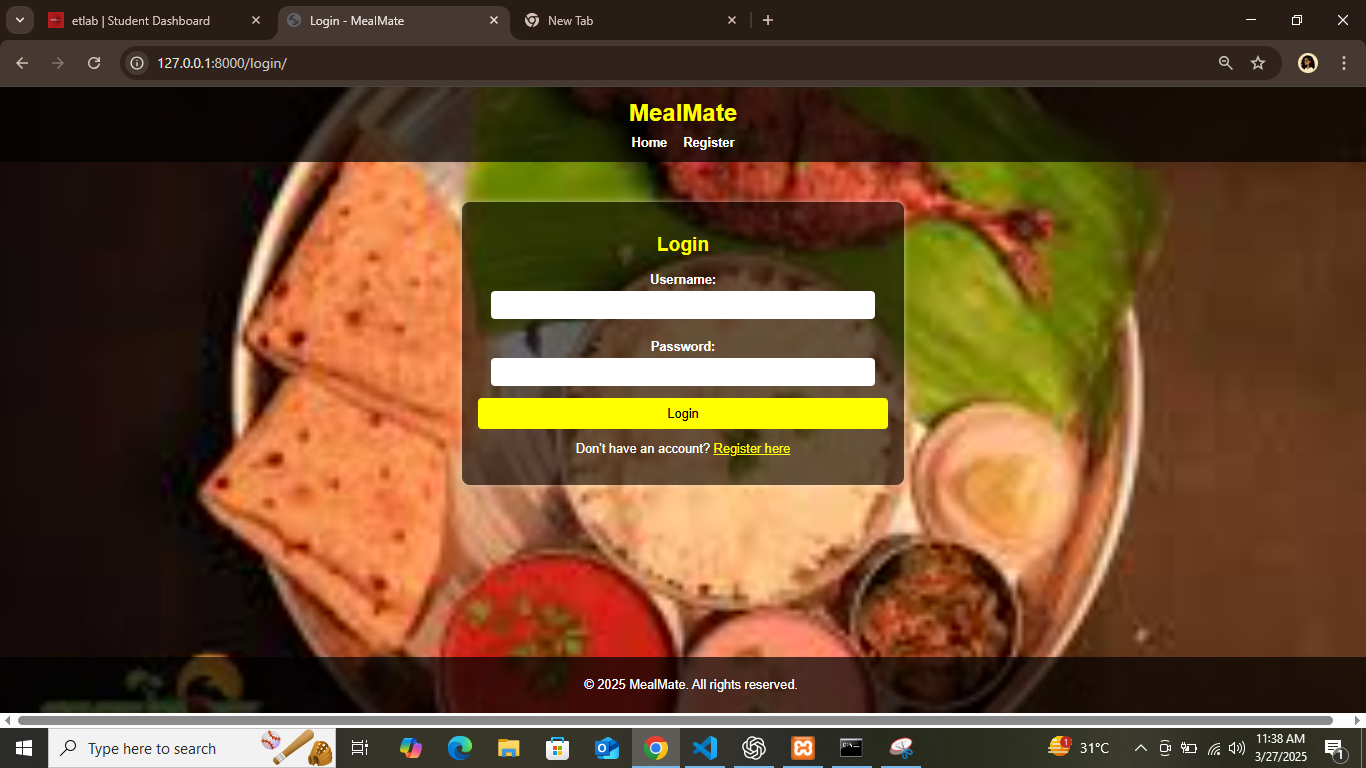 etlab | Student Dashboard
Login - MealMate
New Tab
127.0.0.1:8000/login/
MealMate
Home Register
Login
Username:
Password:
Login
Don't have an account? Register here
© 2025 MealMate. All rights reserved.
Type here to search
1
31°C
11:38 AM
3/27/2025
1